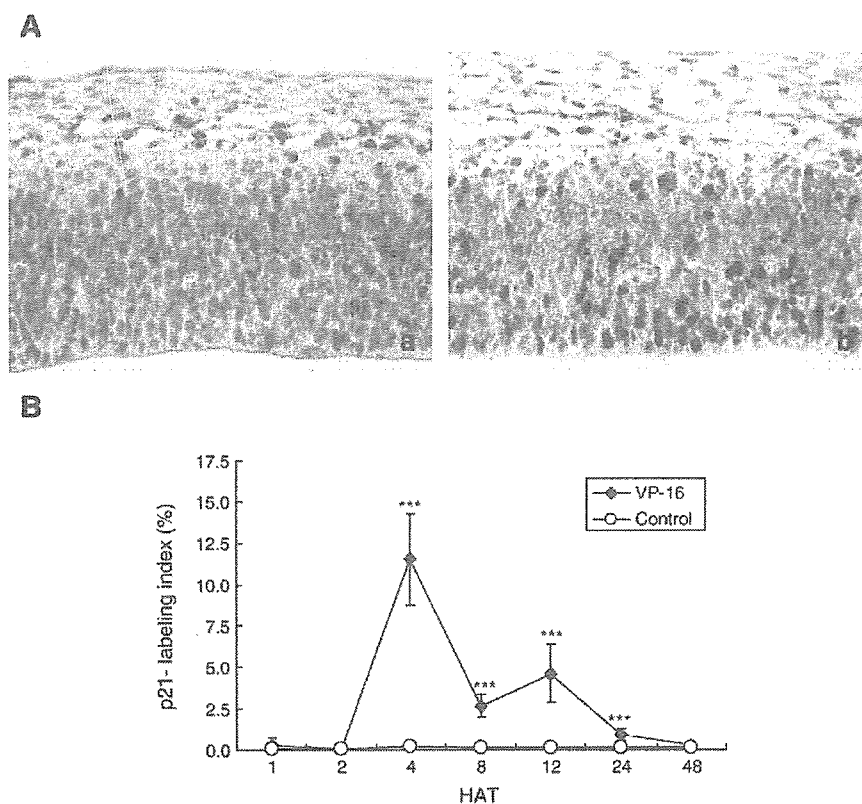 A
a
b
B
17.5
15.0
12.5
10.0
7.5
5.0
2.5
0.0
p21- labeling index (%)
***
***
***
***
VP-16
Control
1 2 4 8 12 24 48
HAT